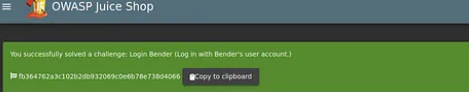 OWASP Juice Shop
You successfully solved a challenge: Login Bender (Log in with Bender's user account.)
fb364762a3c102b2db932069c0e6b78e738d4066 Copy to clipboard